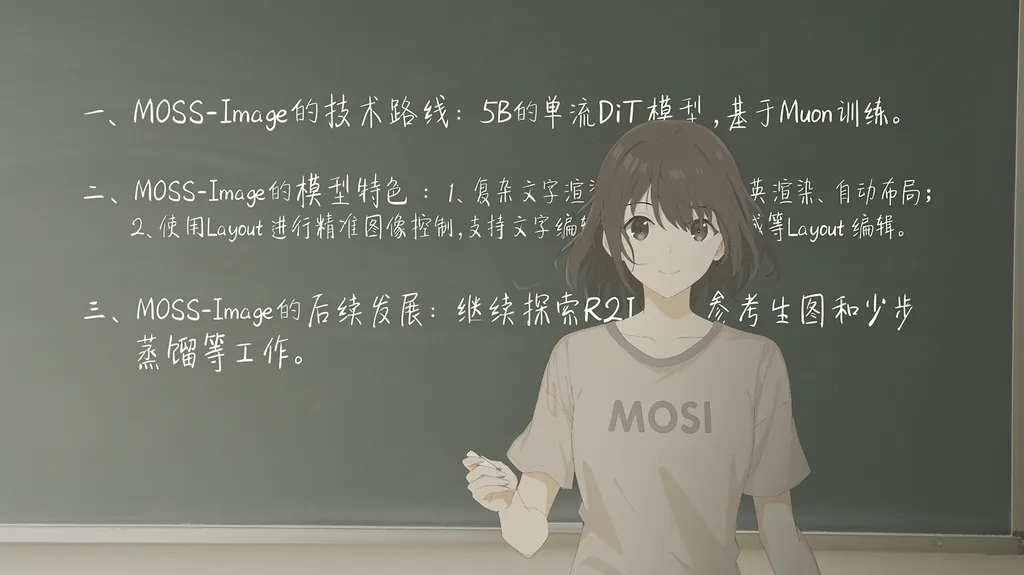 一、MOSS-Image的技术路线：5B的单流DiT模型，基于Muon训练。
二、MOSS-Image的模型特色：1、复杂文字渲 英渲染、自动布局；
2、使用Layout进行精准图像控制，支持文字编 等Layout编辑。
三、MOSS-Image的后续发展：继续探索R2I 参考生图和少步
蒸馏等工作。
MOSI